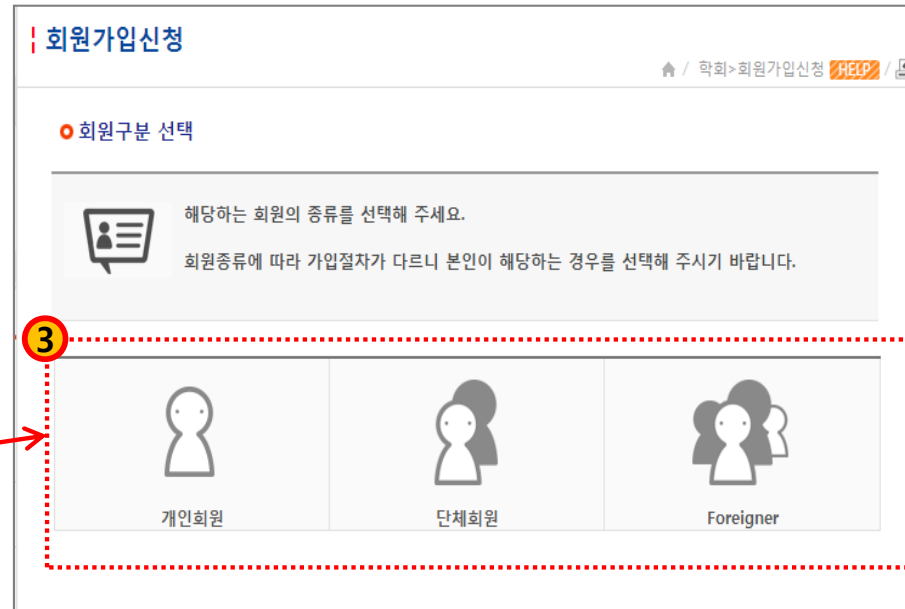 회원가입신청
/ 학회>회원가입신청 HELP /
회원구분 선택
해당하는 회원의 종류를 선택해 주세요.
회원종류에 따라 가입절차가 다르니 본인이 해당하는 경우를 선택해 주시기 바랍니다.
3
개인회원 단체회원 Foreigner